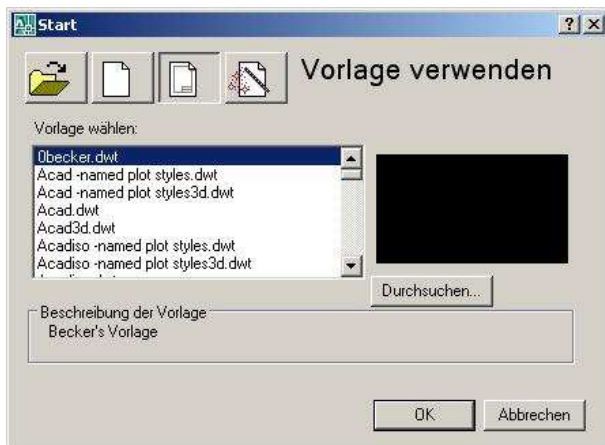 Start
Vorlage verwenden
Vorlage wählen:
0becker.dwt
Acad -named plot styles.dwt
Acad -named plot styles3d.dwt
Acad.dwt
Acad3d.dwt
Acadiso -named plot styles.dwt
Acadiso -named plot styles3d.dwt
Durchsuchen...
Beschreibung der Vorlage
Becker's Vorlage
OK
Abbrechen